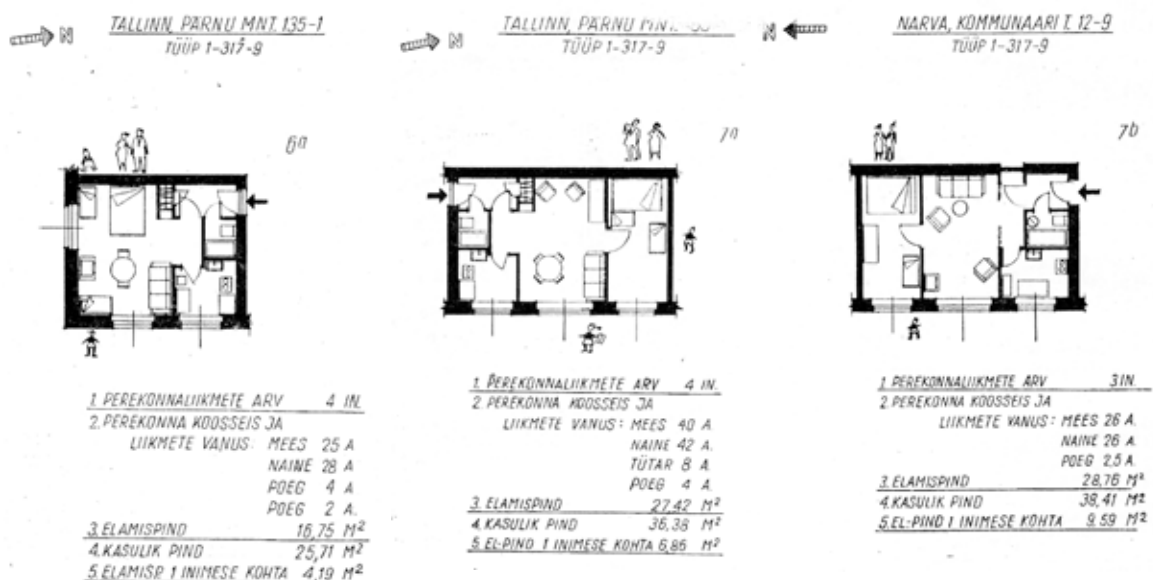 TALLINN, PÄRNU MNT. 135-1
TÜÜP 1-317-9
N
6a
1. PEREKONNALIIKMETE ARV 4 IN.
2. PEREKONNA KOOSSEIS JA
LIIKMETE VANUS: MEES 25 A
NAINE 28 A
POEG 4 A
POEG 2 A.
3. ELAMISPIND 16,75 M²
4. KASULIK PIND 25,71 M²
5. ELAMISP. 1 INIMESE KOHTA 4,19 M²
TALLINN, PÄRNU MNT.
TÜÜP 1-317-9
N
7a
1. PEREKONNALIIKMETE ARV 4 IN.
2. PEREKONNA KOOSSEIS JA
LIIKMETE VANUS: MEES 40 A.
NAINE 42 A.
TÜTAR 8 A.
POEG 4 A.
3. ELAMISPIND 27,42 M²
4. KASULIK PIND 36,38 M²
5. EL-PIND 1 INIMESE KOHTA 6,86 M²
NARVA, KOMMUNAARI T. 12-9
TÜÜP 1-317-9
N
7b
1. PEREKONNALIIKMETE ARV 3 IN.
2. PEREKONNA KOOSSEIS JA
LIIKMETE VANUS: MEES 26 A.
NAINE 26 A.
POEG 2,5 A.
3. ELAMISPIND 28,76 M²
4. KASULIK PIND 38,41 M²
5. EL-PIND 1 INIMESE KOHTA 9.59 M²